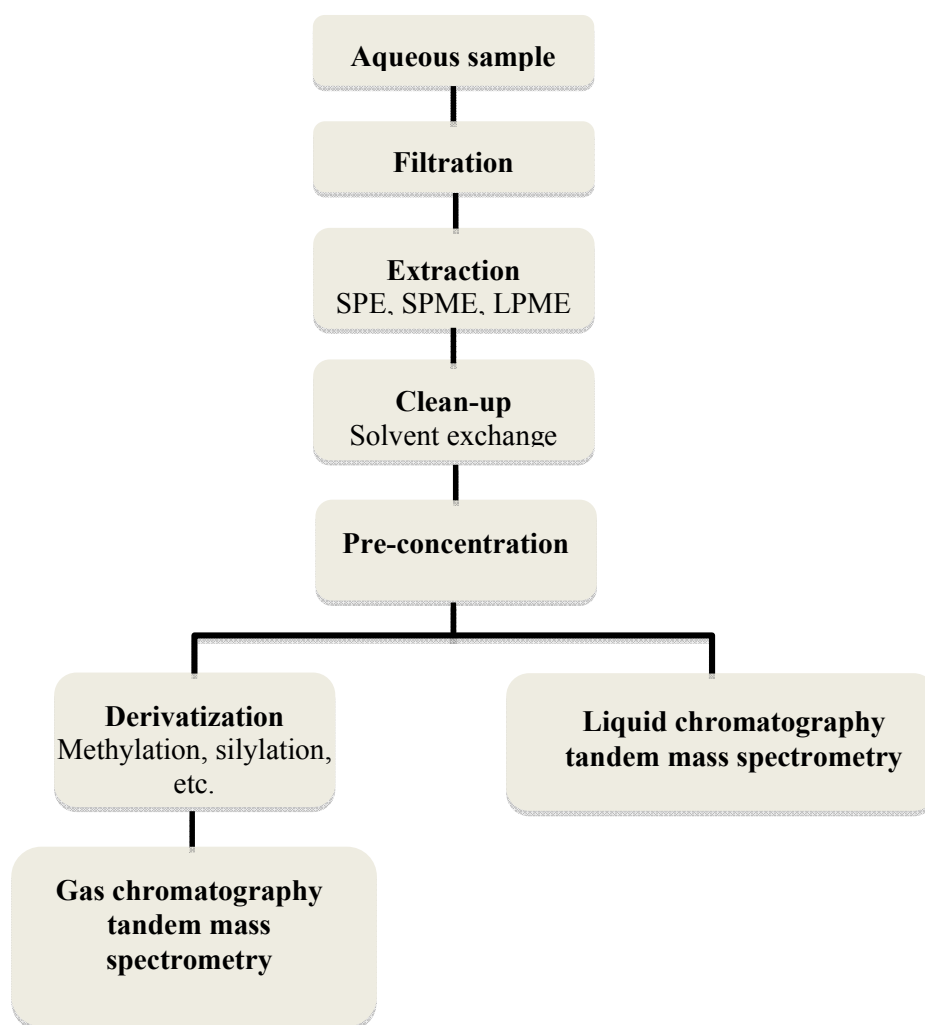 Aqueous sample
Filtration
Extraction
SPE, SPME, LPME
Clean-up
Solvent exchange
Pre-concentration
Derivatization
Methylation, silylation,
etc.
Liquid chromatography
tandem mass spectrometry
Gas chromatography
tandem mass
spectrometry